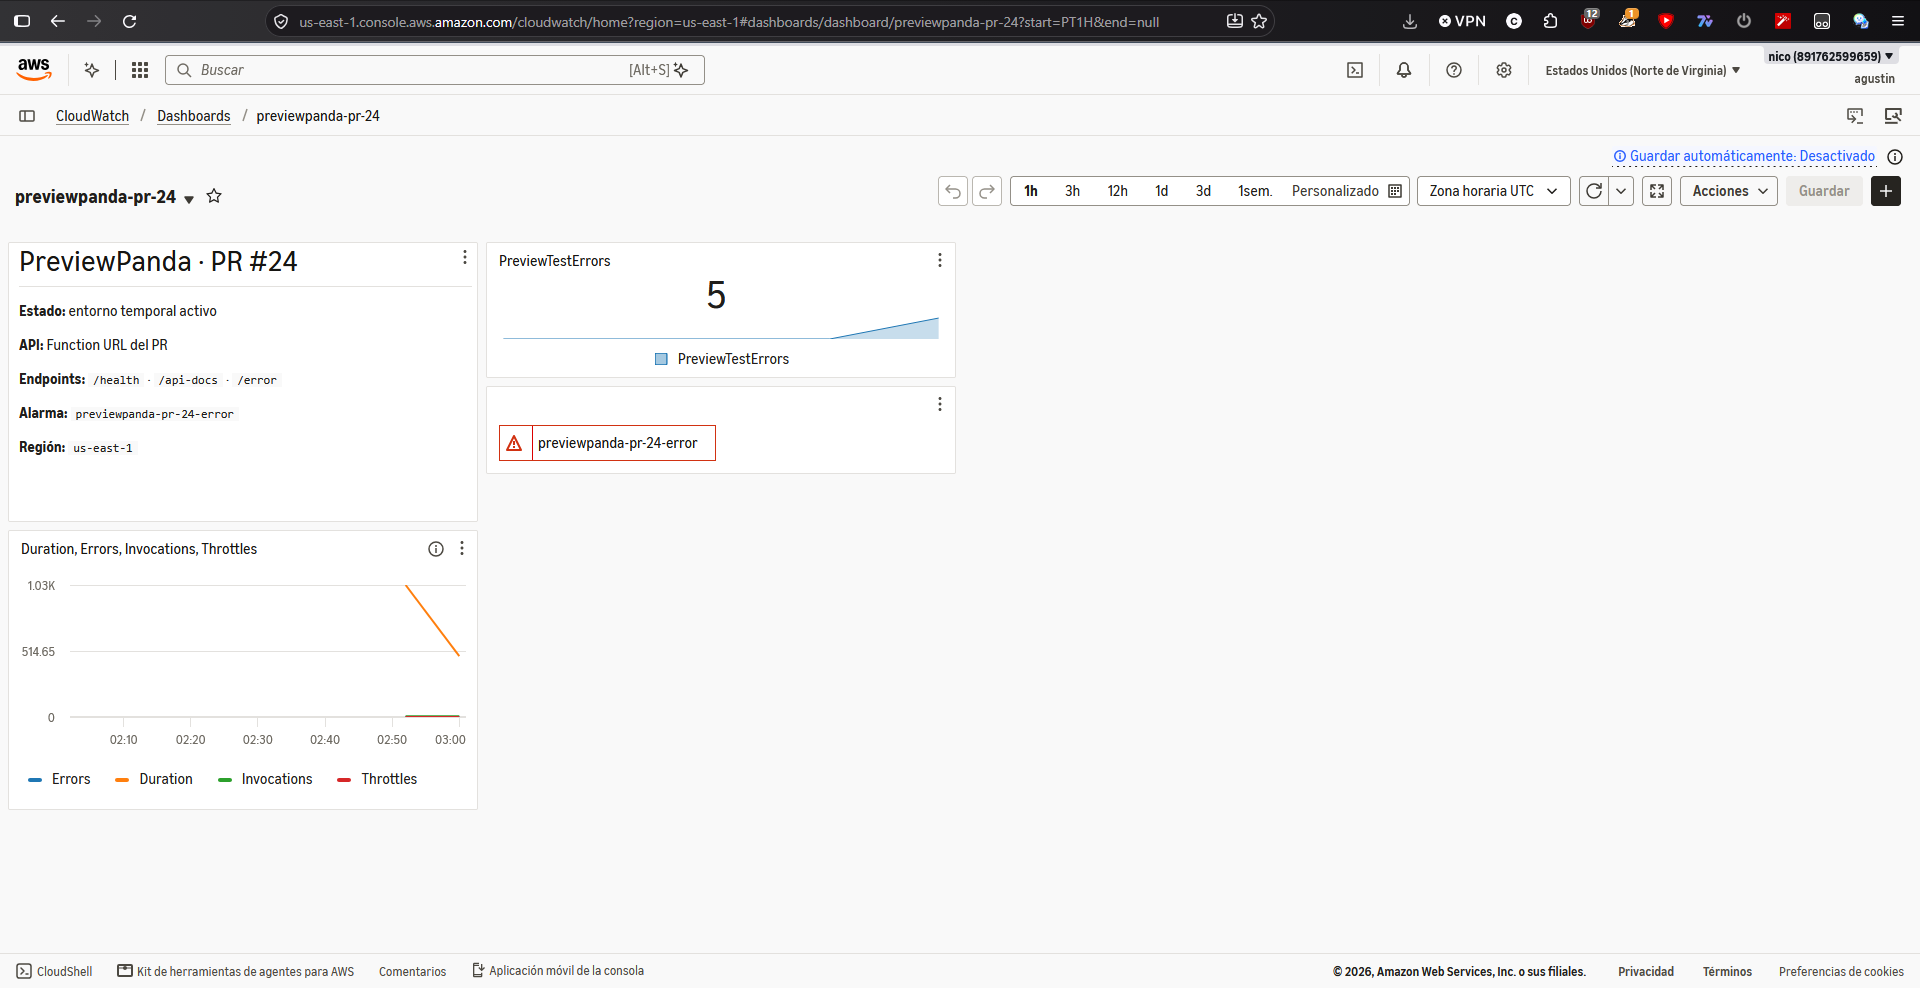 us-east-1.console.aws.amazon.com/cloudwatch/home?region=us-east-1#dashboards/dashboard/previewpanda-pr-24?start=PT1H&end=null
VPN
12
1
aws
Buscar
[Alt+S]
Estados Unidos (Norte de Virginia)
nico (891762599659)
agustin
CloudWatch / Dashboards / previewpanda-pr-24
Guardar automáticamente: Desactivado
previewpanda-pr-24
1h 3h 12h 1d 3d 1sem. Personalizado
Zona horaria UTC
Acciones
Guardar
PreviewPanda · PR #24
Estado: entorno temporal activo
API: Function URL del PR
Endpoints: /health · /api-docs · /error
Alarma: previewpanda-pr-24-error
Región: us-east-1
PreviewTestErrors
5
PreviewTestErrors
previewpanda-pr-24-error
Duration, Errors, Invocations, Throttles
1.03K
514.65
0
02:10 02:20 02:30 02:40 02:50 03:00
Errors Duration Invocations Throttles
CloudShell
Kit de herramientas de agentes para AWS
Comentarios
Aplicación móvil de la consola
© 2026, Amazon Web Services, Inc. o sus filiales.
Privacidad
Términos
Preferencias de cookies